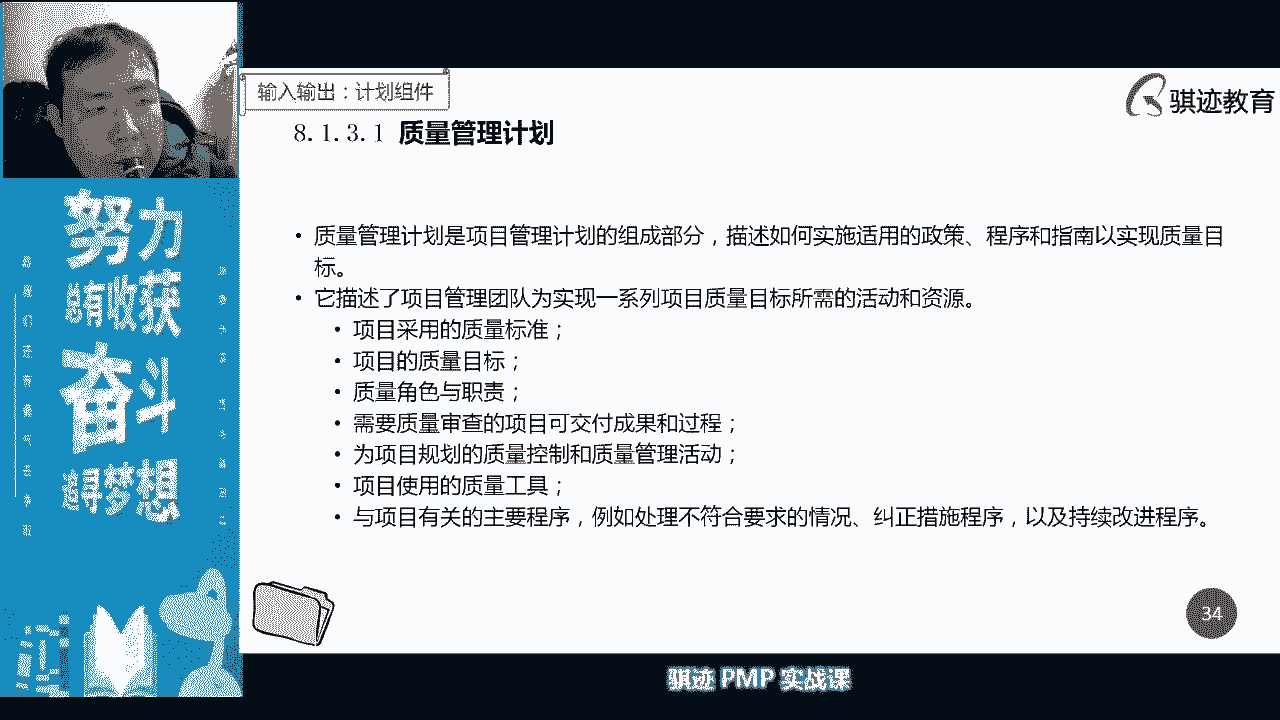 输入输出：计划组件
骐迹教育
8.1.3.1 质量管理计划
• 质量管理计划是项目管理计划的组成部分，描述如何实施适用的政策、程序和指南以实现质量目
标。
• 它描述了项目管理团队为实现一系列项目质量目标所需的活动和资源。
• 项目采用的质量标准；
• 项目的质量目标；
• 质量角色与职责；
• 需要质量审查的项目可交付成果和过程；
• 为项目规划的质量控制和质量管理活动；
• 项目使用的质量工具；
• 与项目有关的主要程序，例如处理不符合要求的情况、纠正措施程序，以及持续改进程序。
34
努力
总有收获
奋斗
追寻梦想
骐迹 PMP 实战课